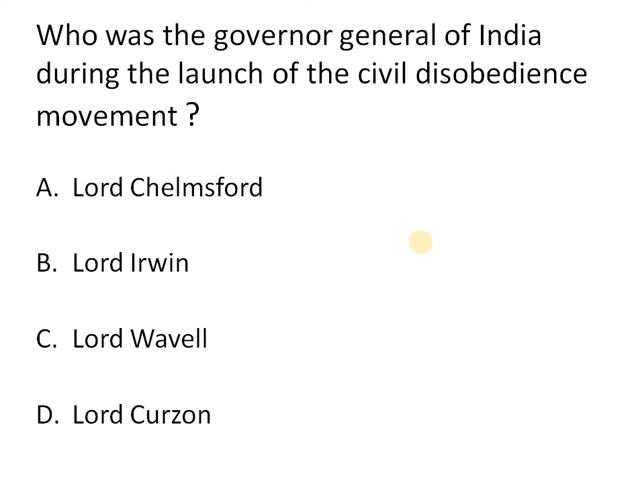 Who was the governor general of India
during the launch of the civil disobedience
movement ?
A. Lord Chelmsford
B. Lord Irwin
C. Lord Wavell
D. Lord Curzon